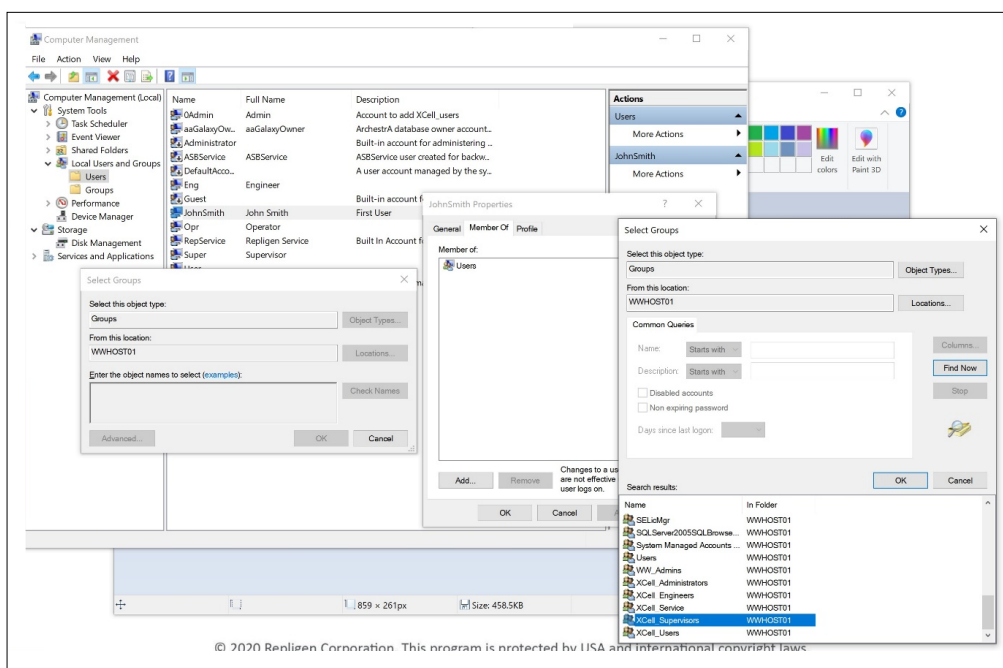 Computer Management
File Action View Help
Computer Management (Local)
System Tools
Task Scheduler
Event Viewer
Shared Folders
Local Users and Groups
Users
Groups
Performance
Device Manager
Storage
Disk Management
Services and Applications
Name Full Name Description
0Admin Admin Account to add XCell_users
aaGalaxyOw... aaGalaxyOwner ArchestrA database owner account...
Administrator Built-in account for administering ...
ASBService ASBService ASBService user created for backw...
DefaultAcco... A user account managed by the sy...
Eng Engineer
Guest Built-in account f
JohnSmith John Smith First User
Opr Operator
RepService Repligen Service Built In Account f
Super Supervisor
Actions
Users
More Actions
JohnSmith
More Actions
Edit colors
Edit with Paint 3D
Select Groups
Select this object type:
Groups
Object Types...
From this location:
WWHOST01
Locations...
Enter the object names to select (examples):
Check Names
Advanced...
OK Cancel
JohnSmith Properties
General Member Of Profile
Member of:
Users
Add... Remove
Changes to a us
are not effective
user logs on.
OK Cancel
Select Groups
Select this object type:
Groups
Object Types...
From this location:
WWHOST01
Locations...
Common Queries
Name: Starts with
Description: Starts with
Disabled accounts
Non expiring password
Days since last logon:
Columns...
Find Now
Stop
OK Cancel
Search results:
Name In Folder
SELicMgr WWHOST01
SQLServer2005SQLBrowse... WWHOST01
System Managed Accounts ... WWHOST01
Users WWHOST01
WW_Admins WWHOST01
XCell_Administrators WWHOST01
XCell_Engineers WWHOST01
XCell_Service WWHOST01
XCell_Supervisors WWHOST01
XCell_Users WWHOST01
859 × 261px
Size: 458.5KB
© 2020 Repligen Corporation. This program is protected by USA and international copyright laws